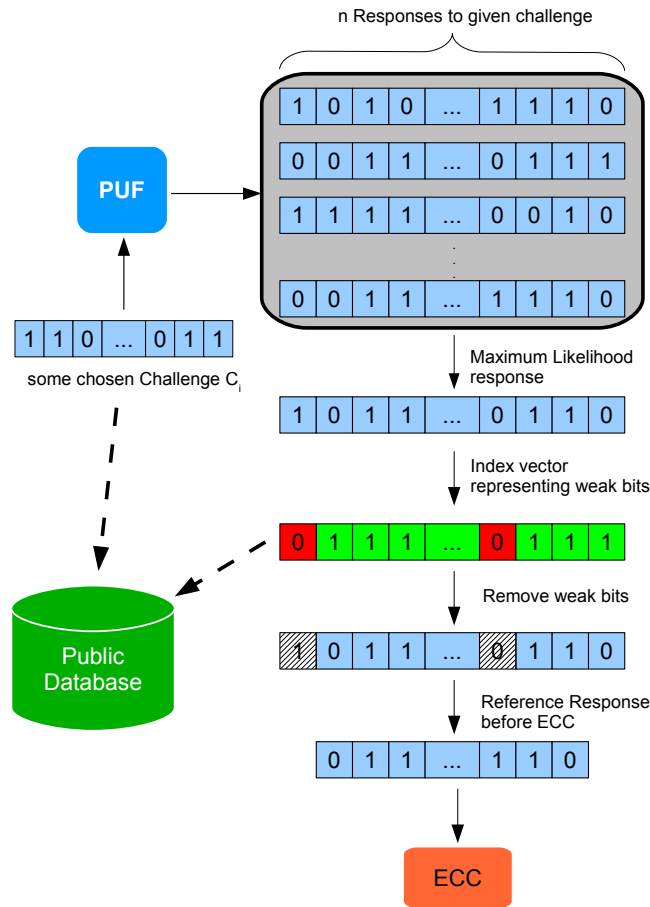 n Responses to given challenge
1 0 1 0 ... 1 1 1 0
0 0 1 1 ... 0 1 1 1
PUF
1 1 1 1 ... 0 0 1 0
.
.
.
0 0 1 1 ... 1 1 1 0
1 1 0 ... 0 1 1
some chosen Challenge Ci
Maximum Likelihood
response
1 0 1 1 ... 0 1 1 0
Index vector
representing weak bits
0 1 1 1 ... 0 1 1 1
Remove weak bits
1 0 1 1 ... 0 1 1 0
Public
Database
Reference Response
before ECC
0 1 1 ... 1 1 0
ECC